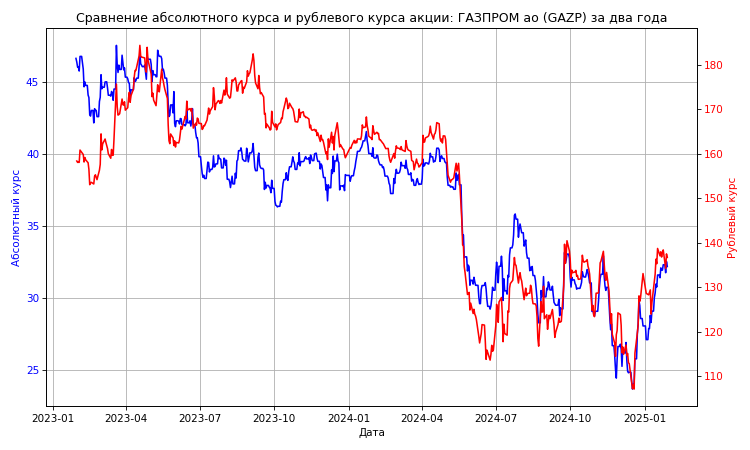 Сравнение абсолютного курса и рублевого курса акции: ГАЗПРОМ ао (GAZP) за два года
Абсолютный курс
45
40
35
30
25
180
170
160
150
140
130
120
110
Рублевый курс
2023-01 2023-04 2023-07 2023-10 2024-01 2024-04 2024-07 2024-10 2025-01
Дата